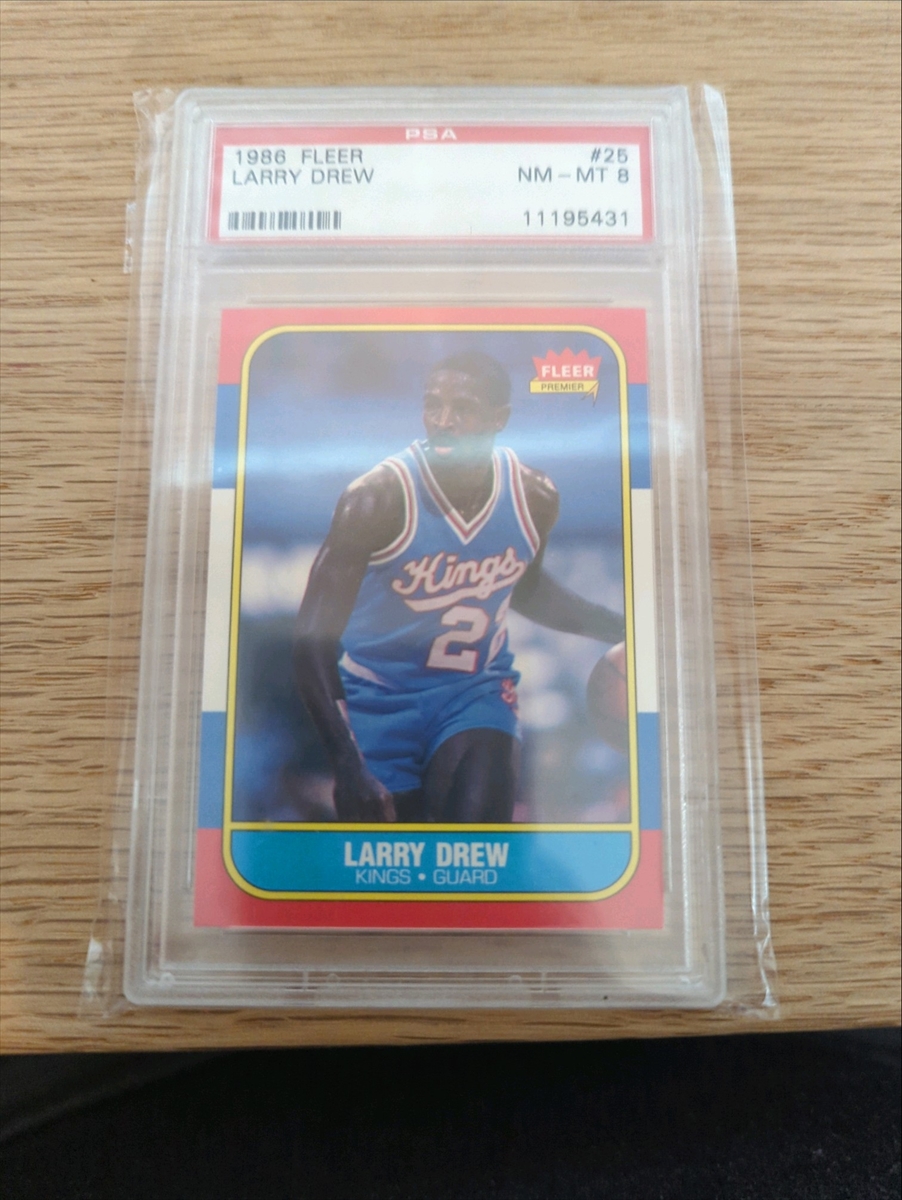 PSA
1986 FLEER #25
LARRY DREW NM - MT 8
11195431
FLEER
PREMIER
Kings
22
LARRY DREW
KINGS • GUARD